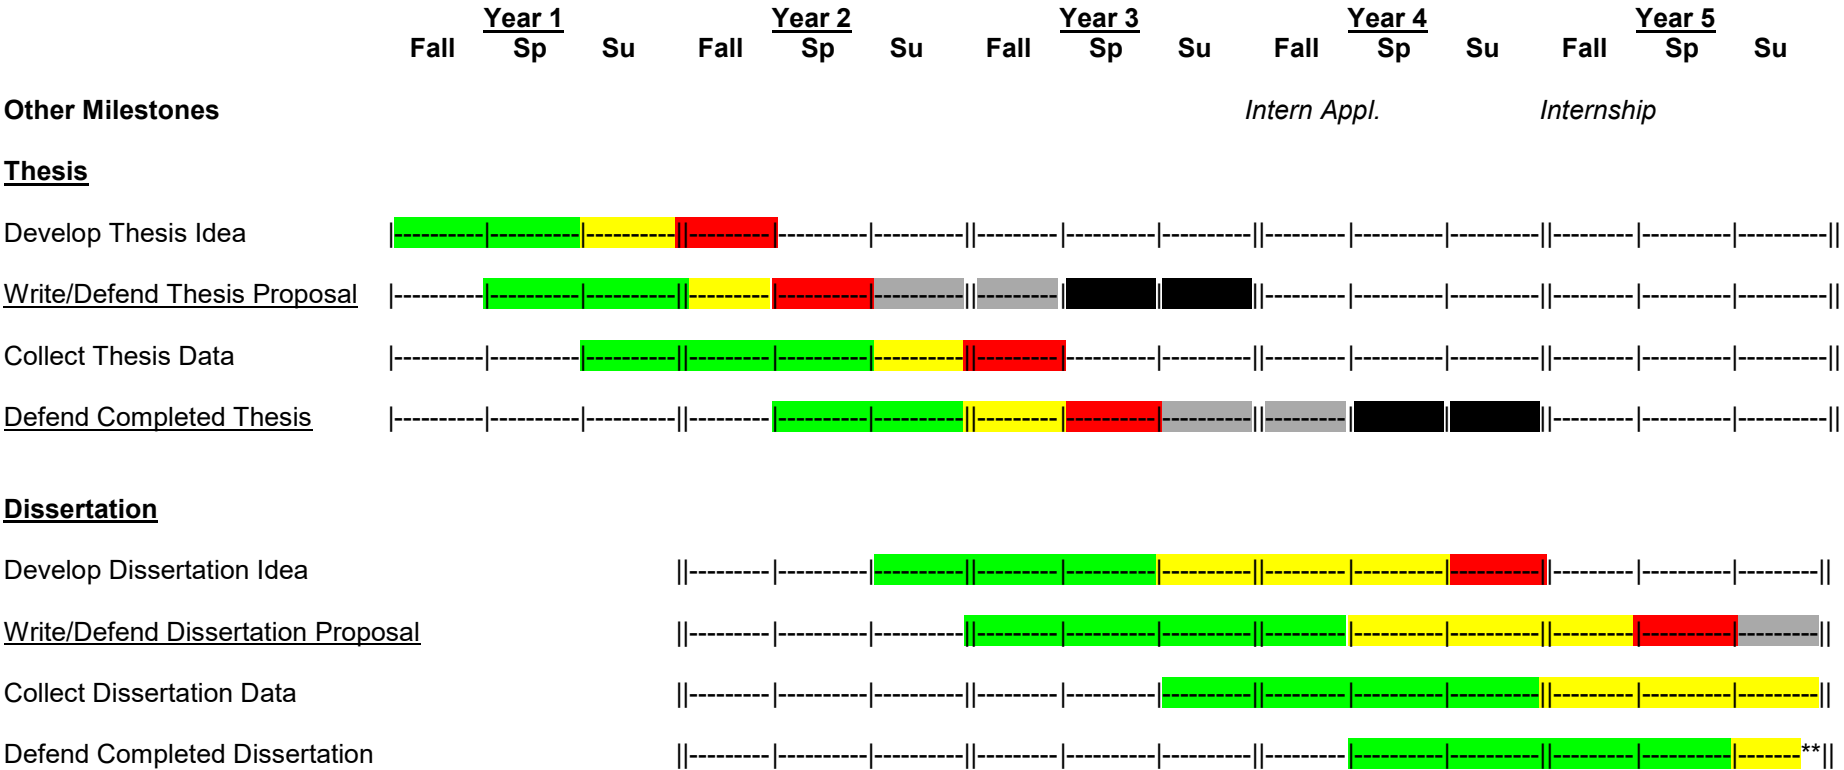 Year 1 Year 2 Year 3 Year 4 Year 5
Fall Sp Su Fall Sp Su Fall Sp Su Fall Sp Su Fall Sp Su
Other Milestones Intern Appl. Internship
Thesis
Develop Thesis Idea |----------|----------|----------||---------|----------|----------||---------|----------|----------||---------|----------|----------||---------|----------|----------||
Write/Defend Thesis Proposal |----------|----------|----------||---------|----------|----------||---------| | ||---------|----------|----------||---------|----------|----------||
Collect Thesis Data |----------|----------|----------||---------|----------|----------||---------|----------|----------||---------|----------|----------||---------|----------|----------||
Defend Completed Thesis |----------|----------|----------||---------|----------|----------||---------|----------|----------||---------| | ||---------|----------|----------||
Dissertation
Develop Dissertation Idea ||---------|----------|----------||---------|----------|----------||---------|----------|----------||---------|----------|----------||
Write/Defend Dissertation Proposal ||---------|----------|----------||---------|----------|----------||---------|----------|----------||---------|----------|---------||
Collect Dissertation Data ||---------|----------|----------||---------|----------|----------||---------|----------|----------||---------|----------|---------||
Defend Completed Dissertation ||---------|----------|----------||---------|----------|----------||---------|----------|----------||---------|----------|-------**||